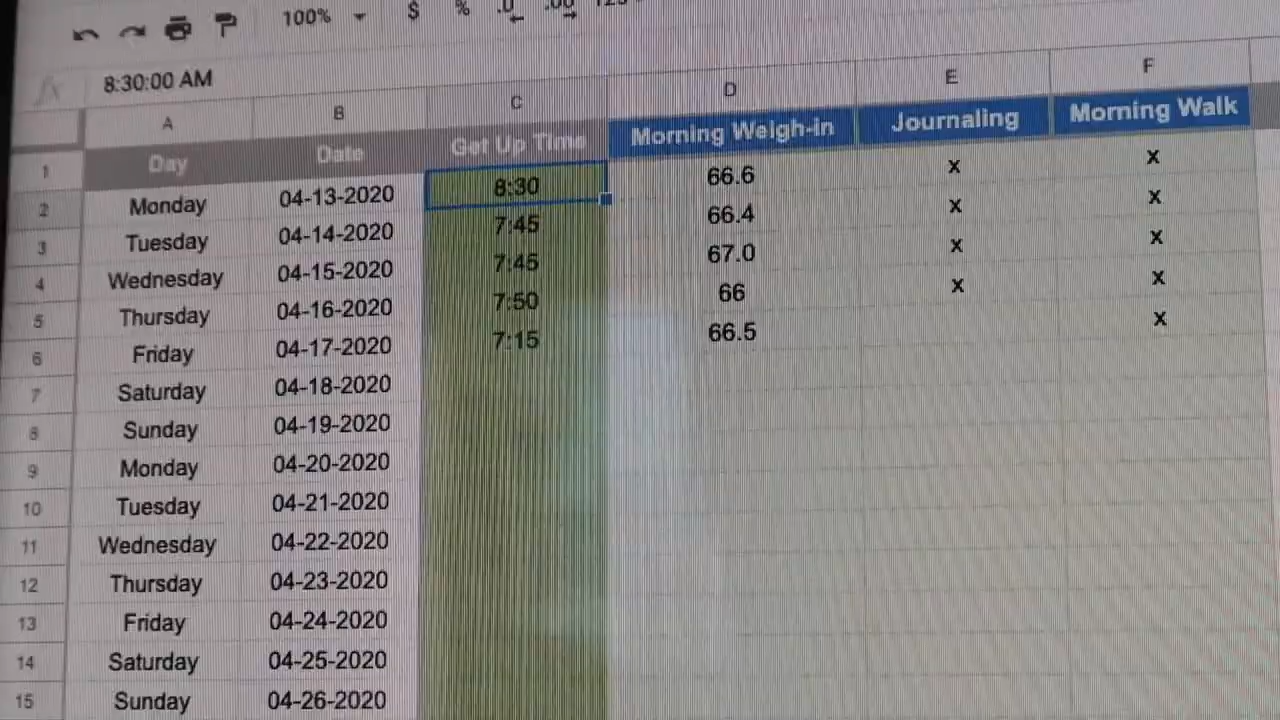 100% $ % .0 .00 123
8:30:00 AM
A B C D E F
1 Day Date Get Up Time Morning Weigh-in Journaling Morning Walk
2 Monday 04-13-2020 8:30 66.6 x x
3 Tuesday 04-14-2020 7:45 66.4 x x
4 Wednesday 04-15-2020 7:45 67.0 x x
5 Thursday 04-16-2020 7:50 66 x x
6 Friday 04-17-2020 7:15 66.5 x
7 Saturday 04-18-2020
8 Sunday 04-19-2020
9 Monday 04-20-2020
10 Tuesday 04-21-2020
11 Wednesday 04-22-2020
12 Thursday 04-23-2020
13 Friday 04-24-2020
14 Saturday 04-25-2020
15 Sunday 04-26-2020